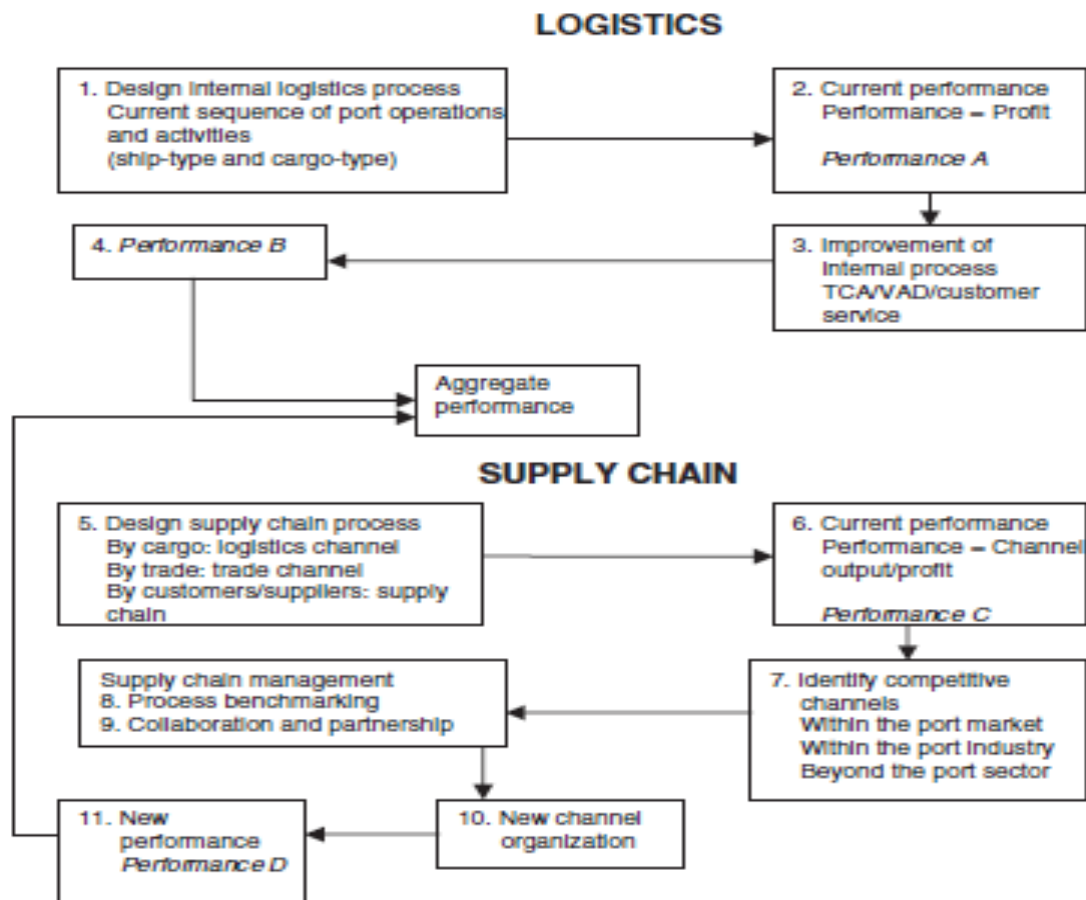 LOGISTICS
1. Design internal logistics process
Current sequence of port operations
and activities
(ship-type and cargo-type)
2. Current performance
Performance – Profit
Performance A
4. Performance B
3. Improvement of
Internal process
TCA/VAD/customer
service
Aggregate
performance
SUPPLY CHAIN
5. Design supply chain process
By cargo: logistics channel
By trade: trade channel
By customers/suppliers: supply
chain
6. Current performance
Performance – Channel
output/profit
Performance C
Supply chain management
8. Process benchmarking
9. Collaboration and partnership
7. Identify competitive
channels
Within the port market
Within the port industry
Beyond the port sector
11. New
performance
Performance D
10. New channel
organization